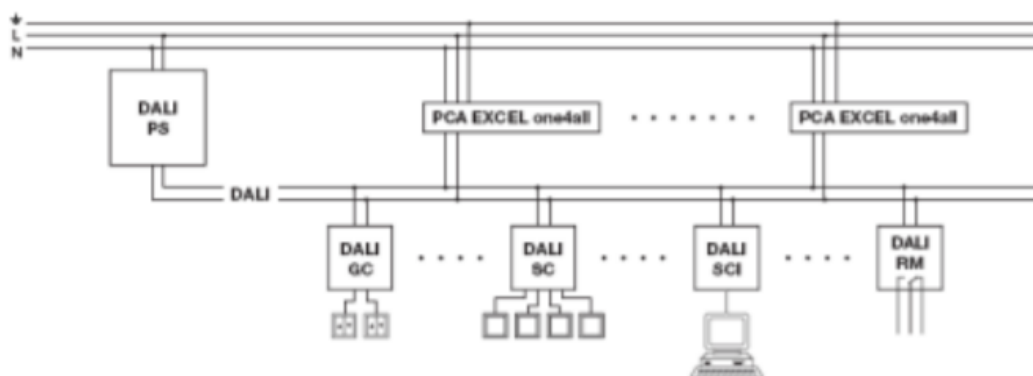 L
N
DALI
PS
PCA EXCEL one4all
PCA EXCEL one4all
DALI
DALI
GC
DALI
SC
DALI
SCI
DALI
RM